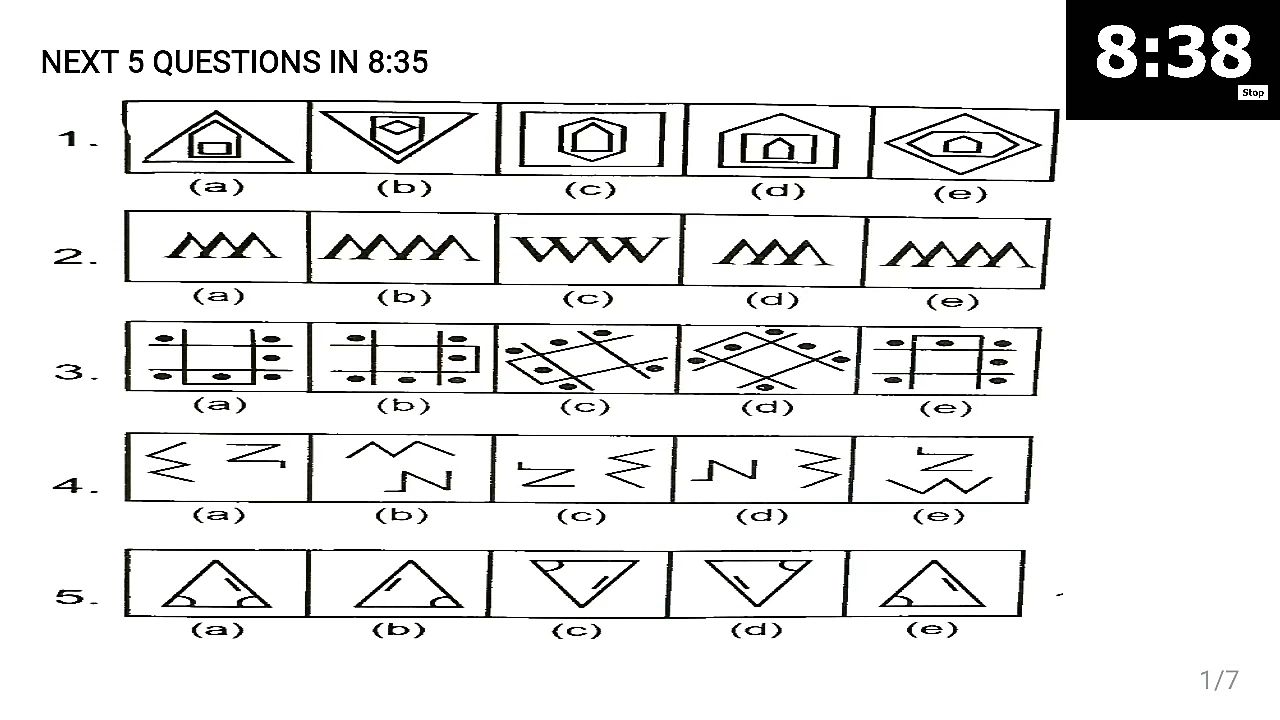 8:38
Stop
NEXT 5 QUESTIONS IN 8:35
1.
(a) (b) (c) (d) (e)
2.
(a) (b) (c) (d) (e)
3.
(a) (b) (c) (d) (e)
4.
(a) (b) (c) (d) (e)
5.
(a) (b) (c) (d) (e)
1/7